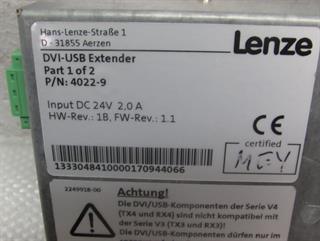 Hans-Lenze-Straße 1
D - 31855 Aerzen
Lenze
DVI-USB Extender
Part 1 of 2
P/N: 4022-9
Input DC 24V 2,0 A
HW-Rev.: 1B, FW-Rev.: 1.1
CE
certified
MEY
13330484100000170944066
2249918-00
Achtung!
Die DVI/USB-Komponenten der Serie V4
(TX4 und RX4) sind nicht kompatibel mit
der Serie V3 (TX3 und RX3)!
Die DVI/USB-Komponenten dürfen nur im